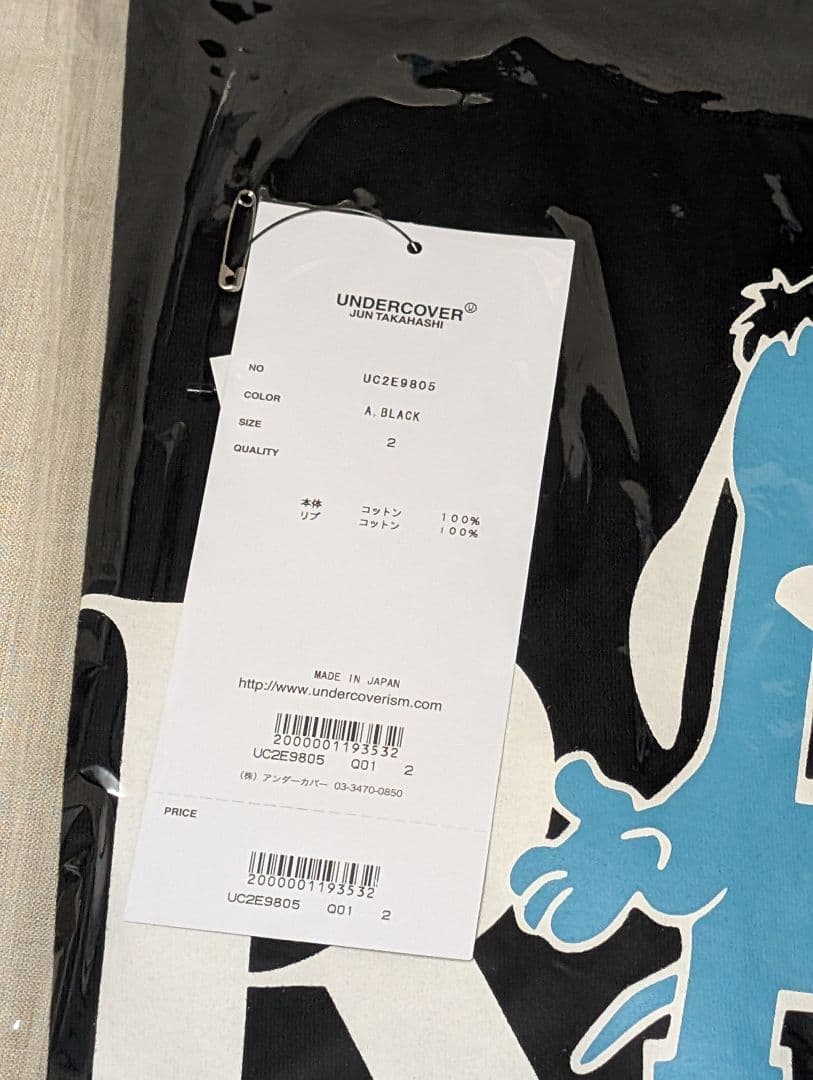 UNDERCOVER Ⓤ
JUN TAKAHASHI
NO UC2E9805
COLOR A.BLACK
SIZE 2
QUALITY
本体 コットン 100%
リブ コットン 100%
MADE IN JAPAN
http://www.undercoverism.com
2000001193532
UC2E9805 Q01 2
(株) アンダーカバー 03-3470-0850
PRICE
2000001193532
UC2E9805 Q01 2